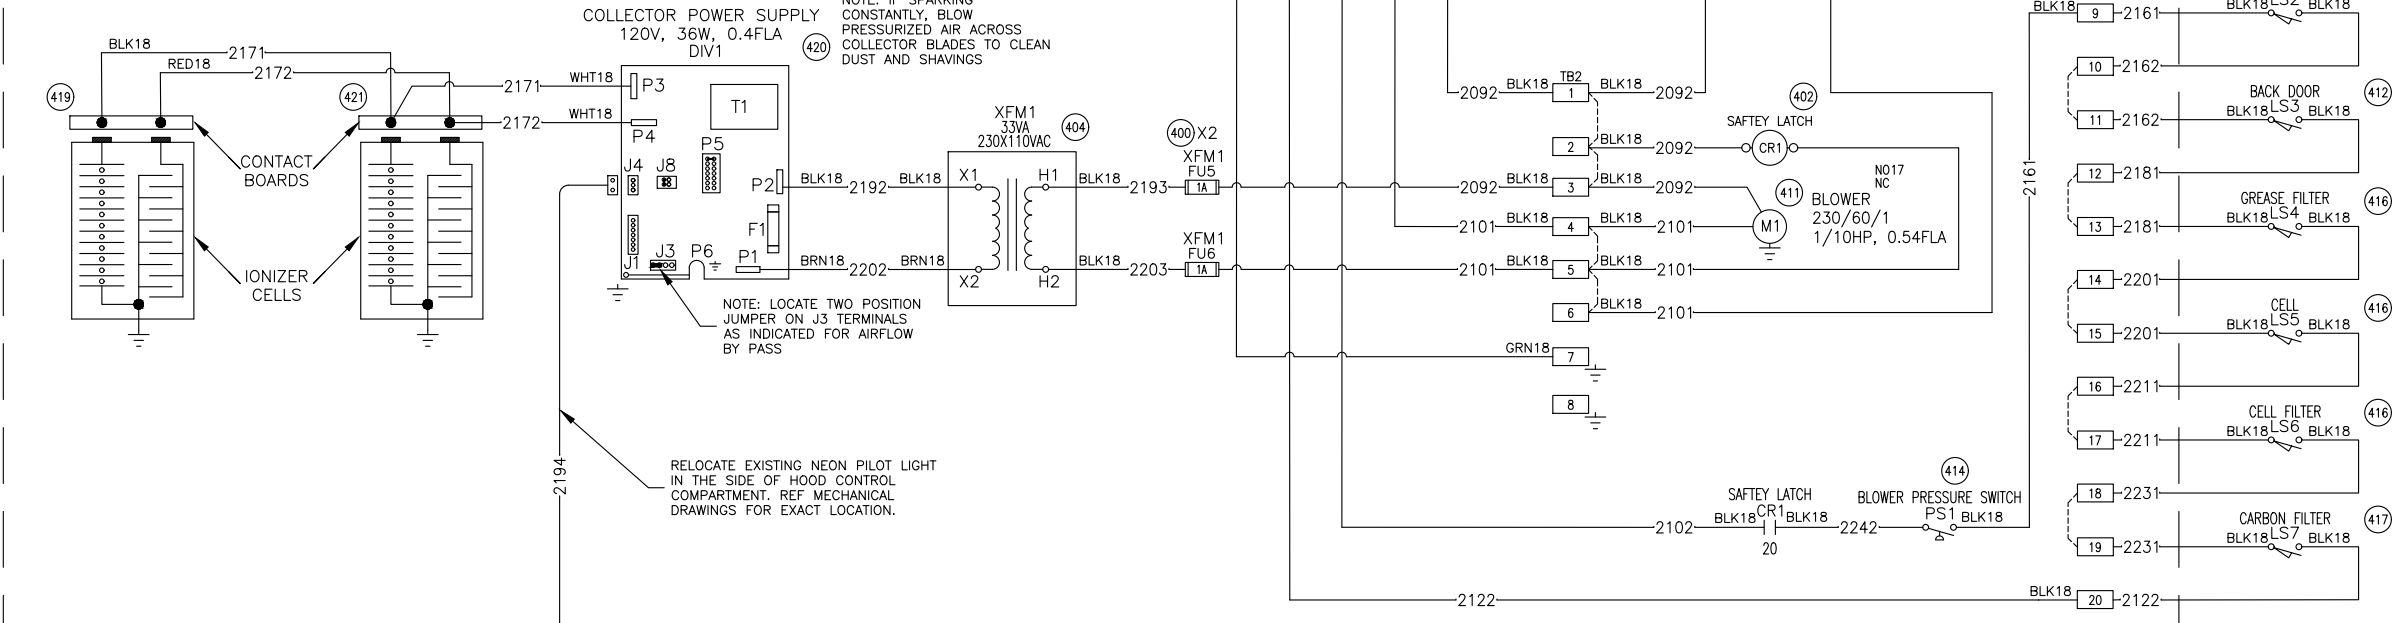 COLLECTOR POWER SUPPLY
120V, 36W, 0.4FLA
DIV1
420
NOTE: IF SPARKING
CONSTANTLY, BLOW
PRESSURIZED AIR ACROSS
COLLECTOR BLADES TO CLEAN
DUST AND SHAVINGS
BLK18
2171
RED18
2172
419
421
2171
WHT18
2172
WHT18
CONTACT
BOARDS
IONIZER
CELLS
P3
P4
T1
J4
J8
P5
P2
F1
J1
J3
P6
P1
NOTE: LOCATE TWO POSITION
JUMPER ON J3 TERMINALS
AS INDICATED FOR AIRFLOW
BY PASS
2194
RELOCATE EXISTING NEON PILOT LIGHT
IN THE SIDE OF HOOD CONTROL
COMPARTMENT. REF MECHANICAL
DRAWINGS FOR EXACT LOCATION.
BLK18
2192
BLK18
BRN18
2202
BRN18
XFM1
33VA
230X110VAC
404
X1
H1
X2
H2
BLK18
2193
BLK18
2203
400
X2
XFM1
FU5
1A
XFM1
FU6
1A
TB2
2092
BLK18
1
BLK18
2092
2
BLK18
2092
2092
BLK18
3
BLK18
2092
2101
BLK18
4
BLK18
2101
2101
BLK18
5
BLK18
2101
6
BLK18
2101
GRN18
7
8
402
SAFTEY LATCH
CR1
NO17
NC
411
M1
BLOWER
230/60/1
1/10HP, 0.54FLA
2102
SAFTEY LATCH
BLK18
CR1
BLK18
20
2242
414
BLOWER PRESSURE SWITCH
PS1
BLK18
2161
2122
BLK18
9
2161
BLK18
LS2
BLK18
10
2162
BACK DOOR
412
11
2162
BLK18
LS3
BLK18
12
2181
GREASE FILTER
416
13
2181
BLK18
LS4
BLK18
14
2201
CELL
416
15
2201
BLK18
LS5
BLK18
16
2211
CELL FILTER
416
17
2211
BLK18
LS6
BLK18
18
2231
CARBON FILTER
417
19
2231
BLK18
LS7
BLK18
BLK18
20
2122